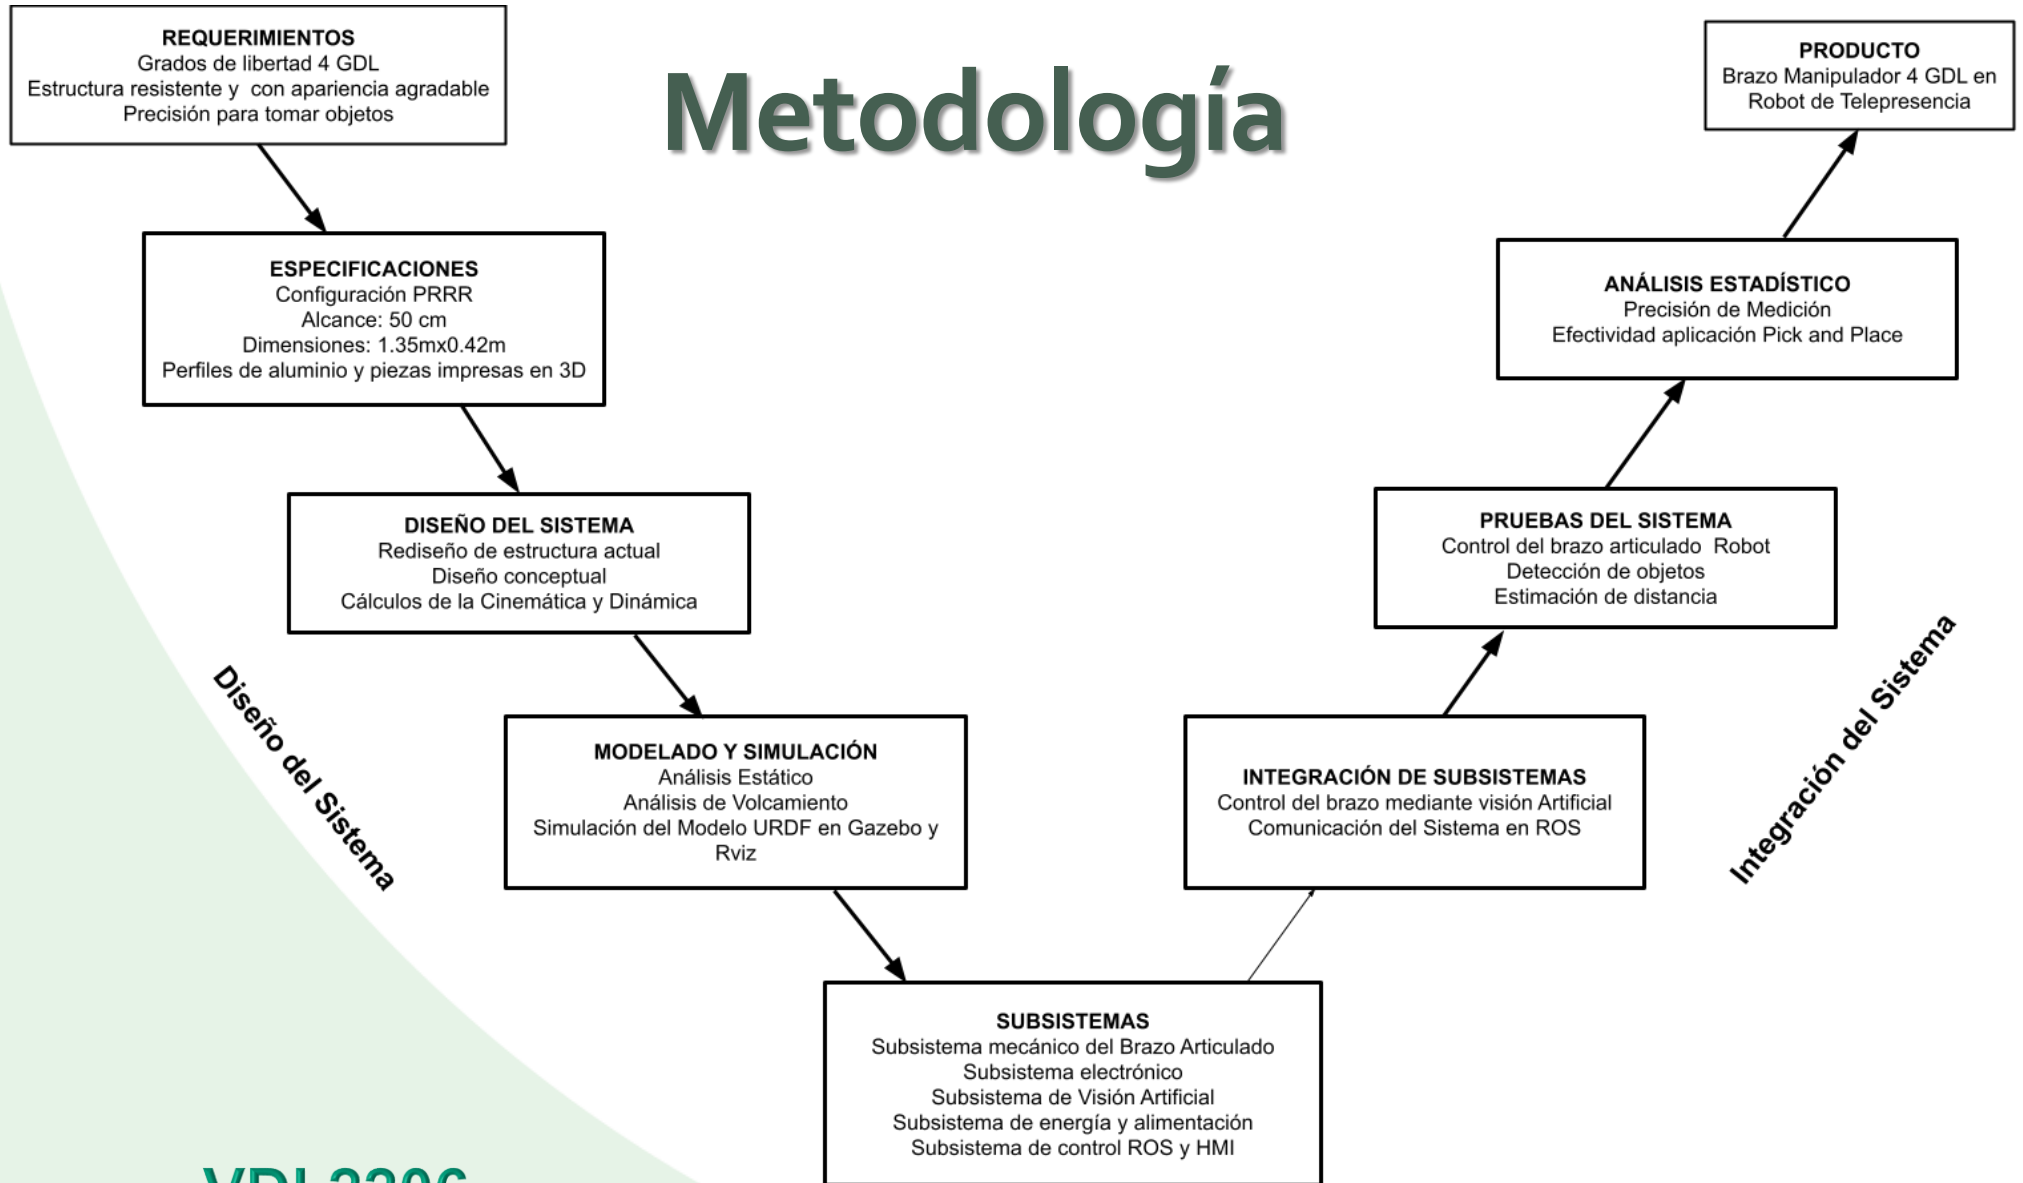 Metodología
REQUERIMIENTOS
Grados de libertad 4 GDL
Estructura resistente y con apariencia agradable
Precisión para tomar objetos
ESPECIFICACIONES
Configuración PRRR
Alcance: 50 cm
Dimensiones: 1.35mx0.42m
Perfiles de aluminio y piezas impresas en 3D
DISEÑO DEL SISTEMA
Rediseño de estructura actual
Diseño conceptual
Cálculos de la Cinemática y Dinámica
MODELADO Y SIMULACIÓN
Análisis Estático
Análisis de Volcamiento
Simulación del Modelo URDF en Gazebo y
Rviz
SUBSISTEMAS
Subsistema mecánico del Brazo Articulado
Subsistema electrónico
Subsistema de Visión Artificial
Subsistema de energía y alimentación
Subsistema de control ROS y HMI
INTEGRACIÓN DE SUBSISTEMAS
Control del brazo mediante visión Artificial
Comunicación del Sistema en ROS
PRUEBAS DEL SISTEMA
Control del brazo articulado Robot
Detección de objetos
Estimación de distancia
ANÁLISIS ESTADÍSTICO
Precisión de Medición
Efectividad aplicación Pick and Place
PRODUCTO
Brazo Manipulador 4 GDL en
Robot de Telepresencia
Diseño del Sistema
Integración del Sistema
VDI 2206